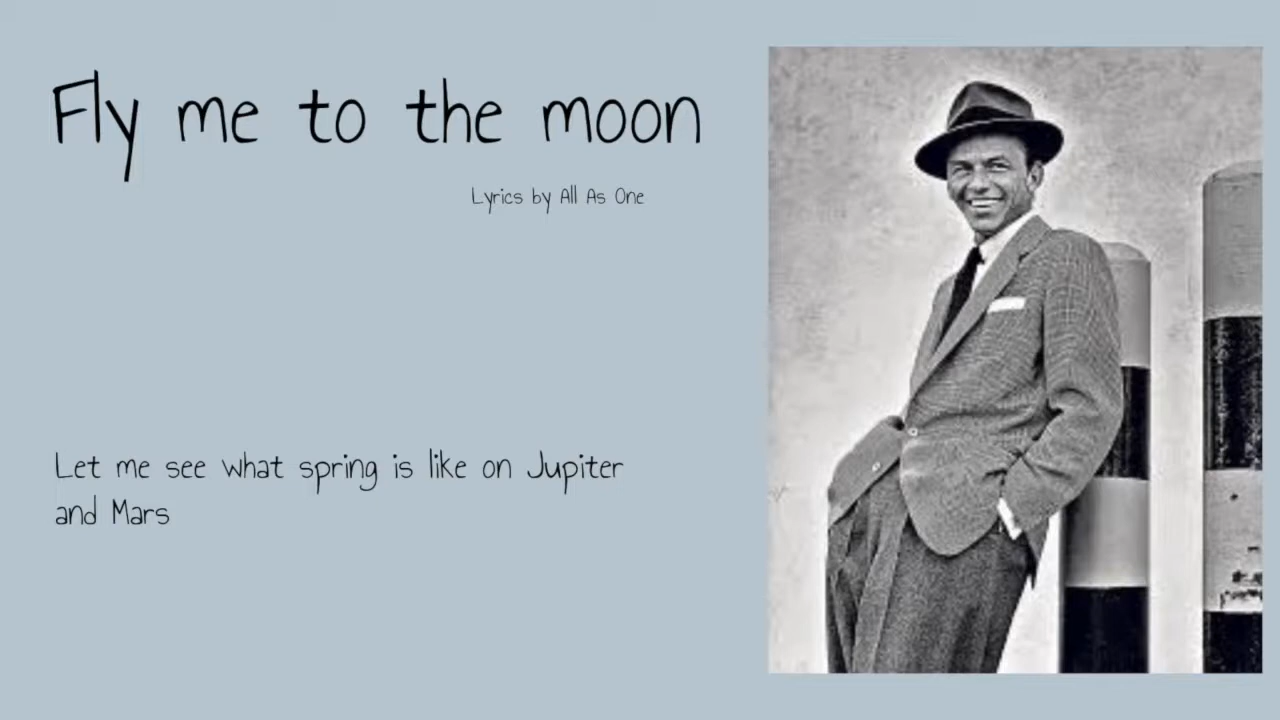 Fly me to the moon
Lyrics by All As One
Let me see what spring is like on Jupiter
and Mars